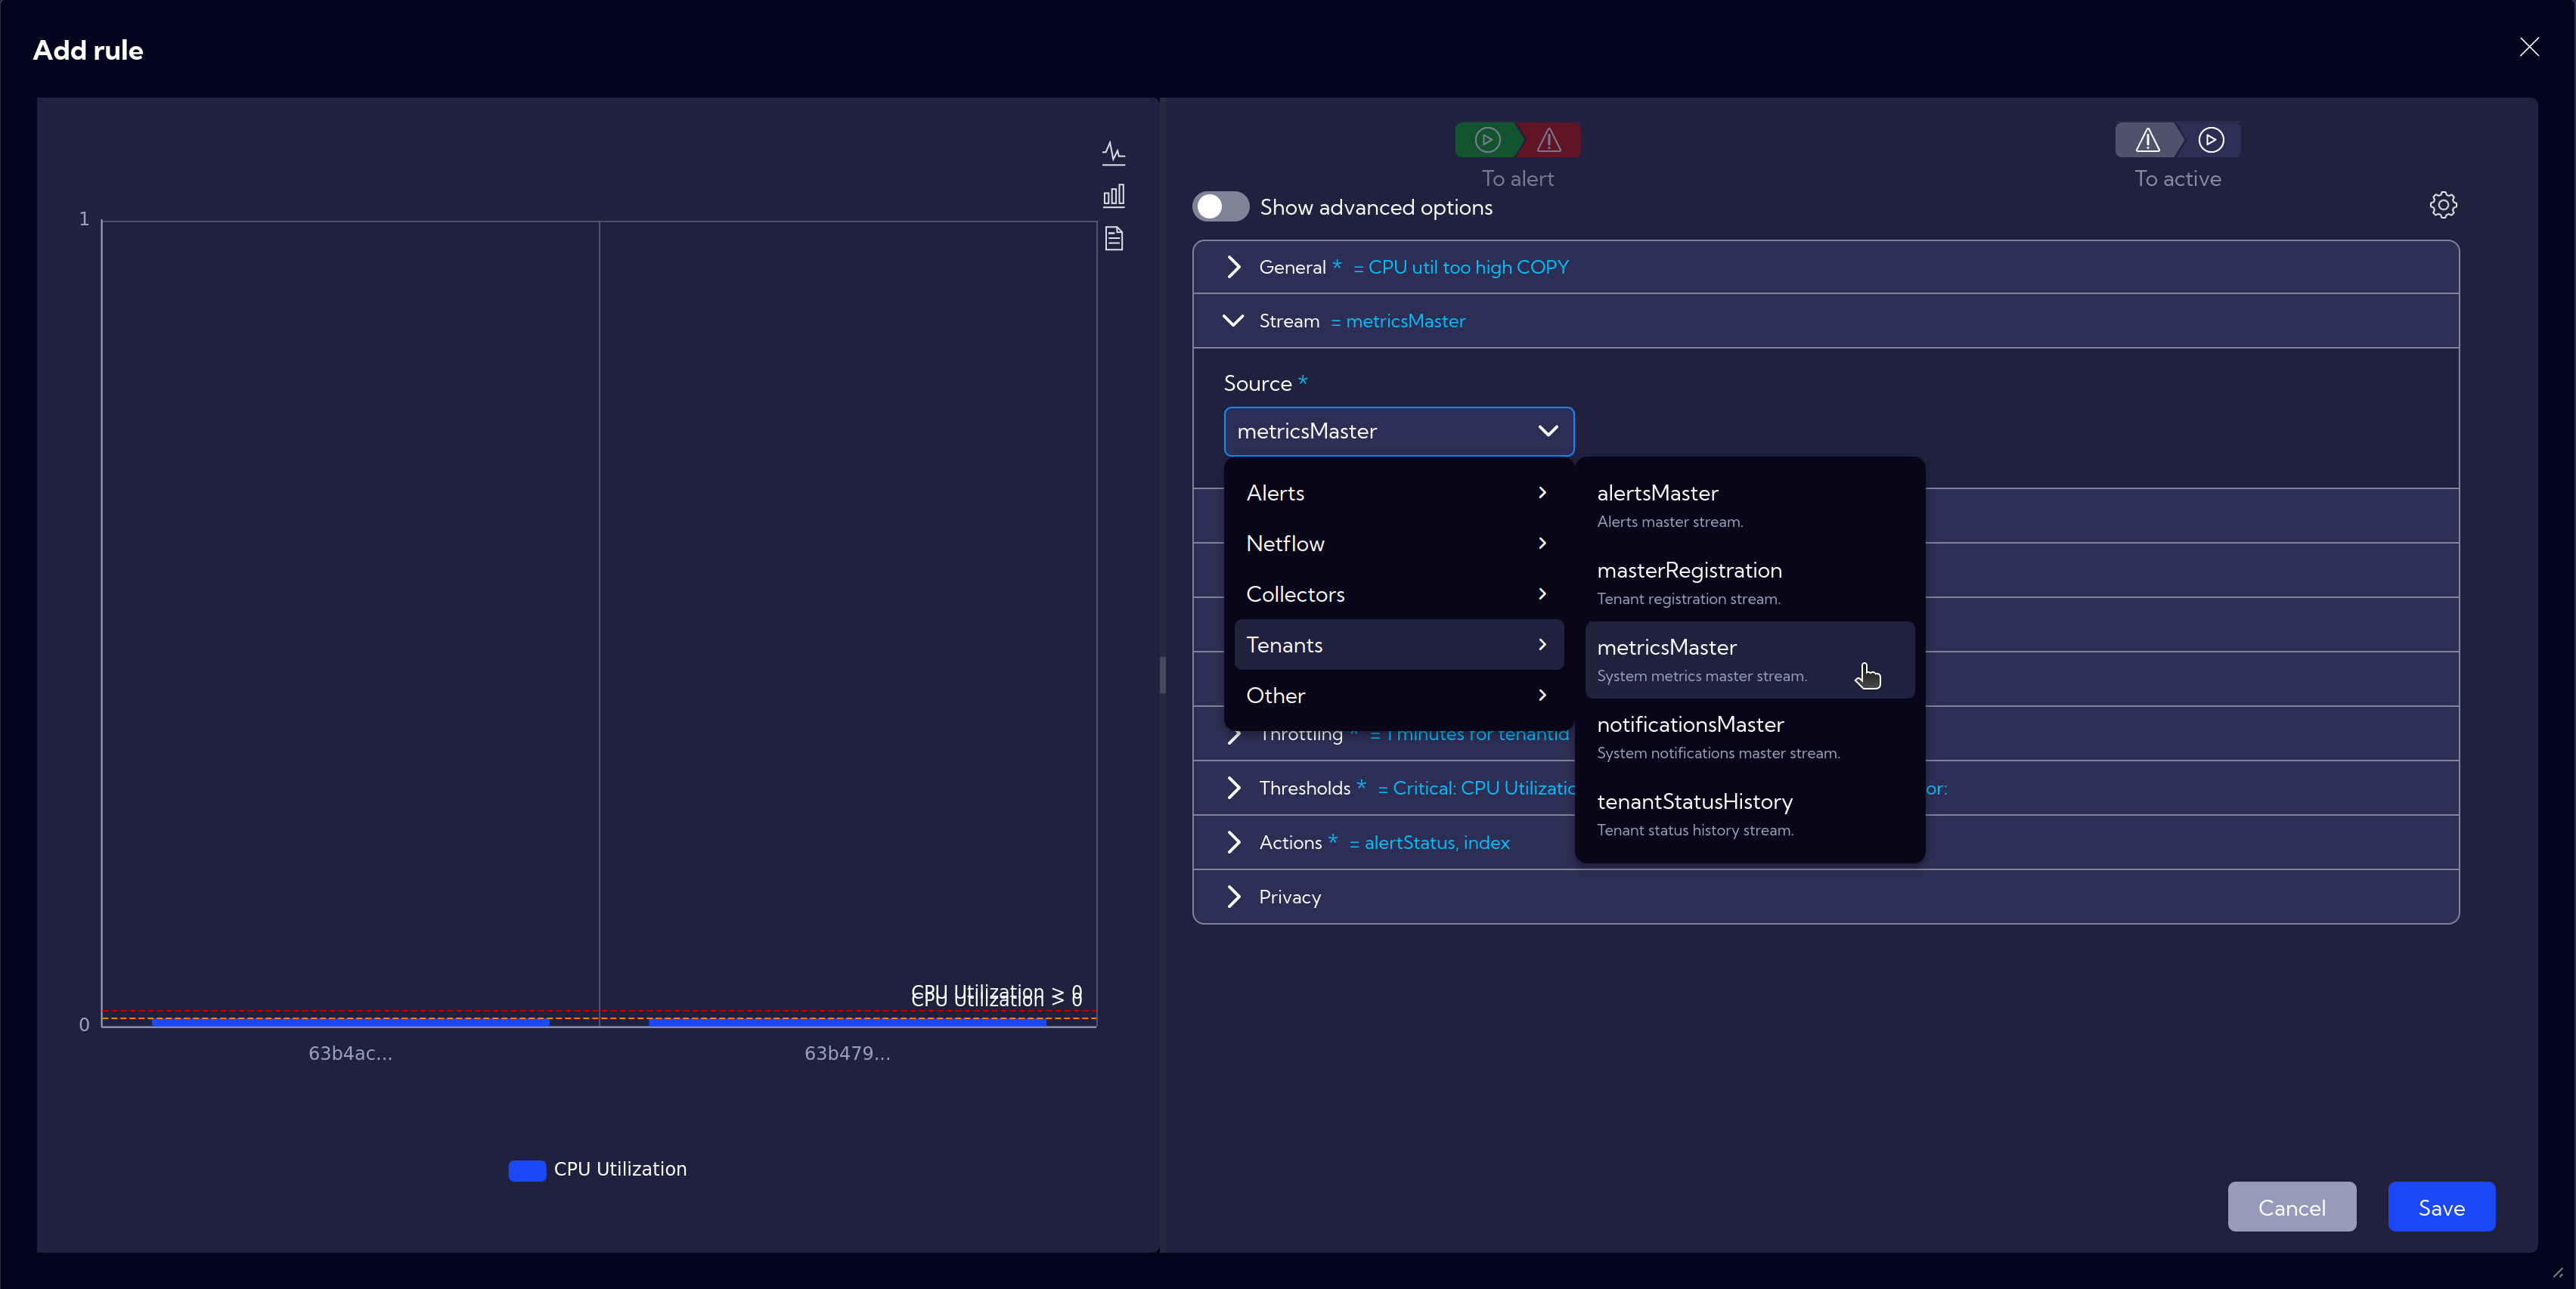 Add rule
1
0
CPU Utilization > 0
CPU Utilization > 0
63b4ac...
63b479...
CPU Utilization
To alert
To active
Show advanced options
General * = CPU util too high COPY
Stream = metricsMaster
Source *
metricsMaster
Alerts
Netflow
Collectors
Tenants
Other
alertsMaster
Alerts master stream.
masterRegistration
Tenant registration stream.
metricsMaster
System metrics master stream.
notificationsMaster
System notifications master stream.
tenantStatusHistory
Tenant status history stream.
Throttling * = 1 minutes for tenantid
Thresholds * = Critical: CPU Utilizatio or:
Actions * = alertStatus, index
Privacy
Cancel
Save